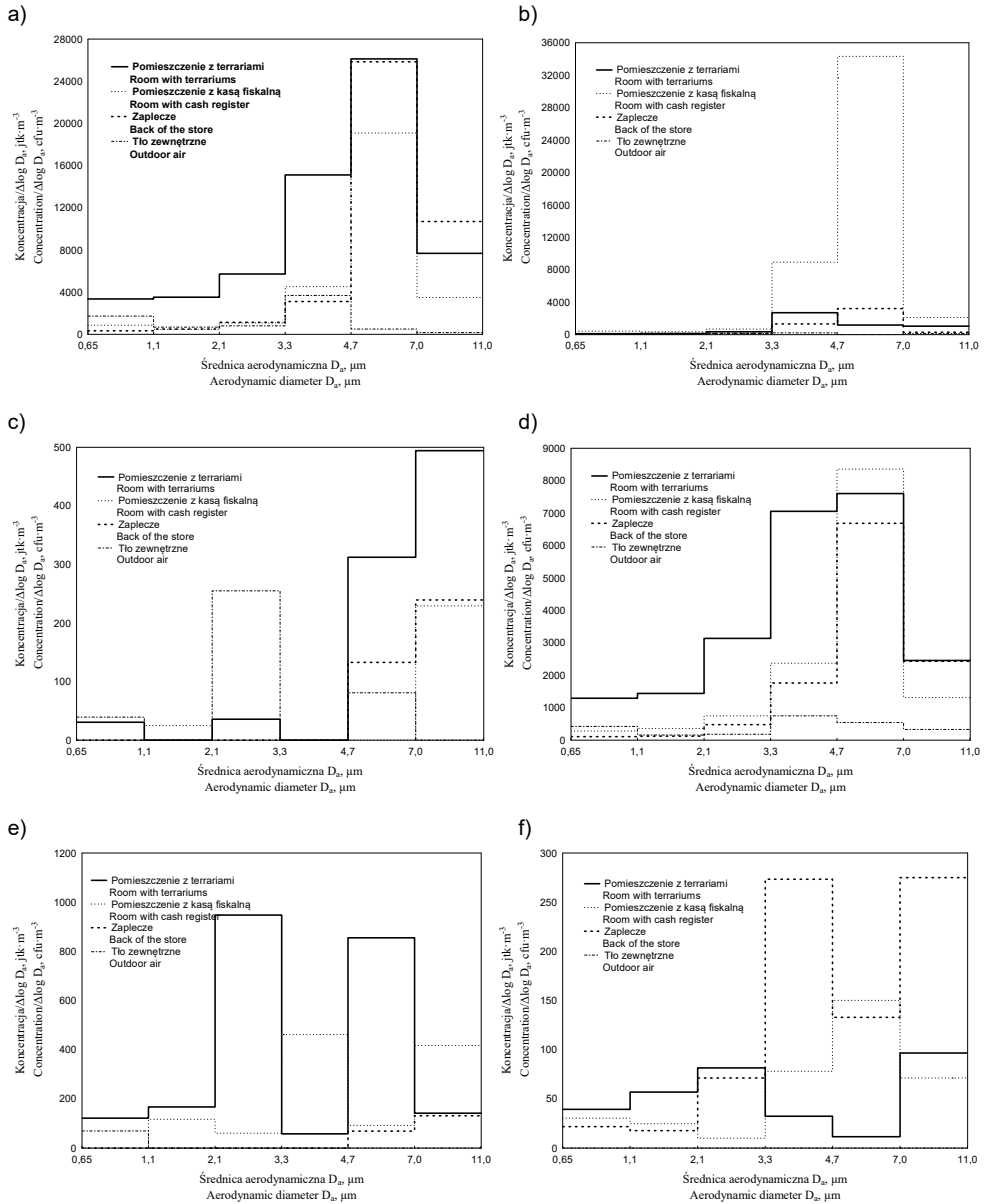 a)
28000
24000
20000
16000
12000
8000
4000
0
Koncentracja/Δlog Dₐ, jtk·m⁻³
Concentration/Δlog Dₐ, cfu·m⁻³
Pomieszczenie z terrariami
Room with terrariums
Pomieszczenie z kasą fiskalną
Room with cash register
Zaplecze
Back of the store
Tło zewnętrzne
Outdoor air
0,65 1,1 2,1 3,3 4,7 7,0 11,0
Średnica aerodynamiczna Dₐ, µm
Aerodynamic diameter Dₐ, µm
b)
36000
32000
28000
24000
20000
16000
12000
8000
4000
0
Koncentracja/Δlog Dₐ, jtk·m⁻³
Concentration/Δlog Dₐ, cfu·m⁻³
Pomieszczenie z terrariami
Room with terrariums
Pomieszczenie z kasą fiskalną
Room with cash register
Zaplecze
Back of the store
Tło zewnętrzne
Outdoor air
0,65 1,1 2,1 3,3 4,7 7,0 11,0
Średnica aerodynamiczna Dₐ, µm
Aerodynamic diameter Dₐ, µm
c)
500
400
300
200
100
0
Koncentracja/Δlog Dₐ, jtk·m⁻³
Concentration/Δlog Dₐ, cfu·m⁻³
Pomieszczenie z terrariami
Room with terrariums
Pomieszczenie z kasą fiskalną
Room with cash register
Zaplecze
Back of the store
Tło zewnętrzne
Outdoor air
0,65 1,1 2,1 3,3 4,7 7,0 11,0
Średnica aerodynamiczna Dₐ, µm
Aerodynamic diameter Dₐ, µm
d)
9000
8000
7000
6000
5000
4000
3000
2000
1000
0
Koncentracja/Δlog Dₐ, jtk·m⁻³
Concentration/Δlog Dₐ, cfu·m⁻³
Pomieszczenie z terrariami
Room with terrariums
Pomieszczenie z kasą fiskalną
Room with cash register
Zaplecze
Back of the store
Tło zewnętrzne
Outdoor air
0,65 1,1 2,1 3,3 4,7 7,0 11,0
Średnica aerodynamiczna Dₐ, µm
Aerodynamic diameter Dₐ, µm
e)
1200
1000
800
600
400
200
0
Koncentracja/Δlog Dₐ, jtk·m⁻³
Concentration/Δlog Dₐ, cfu·m⁻³
Pomieszczenie z terrariami
Room with terrariums
Pomieszczenie z kasą fiskalną
Room with cash register
Zaplecze
Back of the store
Tło zewnętrzne
Outdoor air
0,65 1,1 2,1 3,3 4,7 7,0 11,0
Średnica aerodynamiczna Dₐ, µm
Aerodynamic diameter Dₐ, µm
f)
300
250
200
150
100
50
0
Koncentracja/Δlog Dₐ, jtk·m⁻³
Concentration/Δlog Dₐ, cfu·m⁻³
Pomieszczenie z terrariami
Room with terrariums
Pomieszczenie z kasą fiskalną
Room with cash register
Zaplecze
Back of the store
Tło zewnętrzne
Outdoor air
0,65 1,1 2,1 3,3 4,7 7,0 11,0
Średnica aerodynamiczna Dₐ, µm
Aerodynamic diameter Dₐ, µm